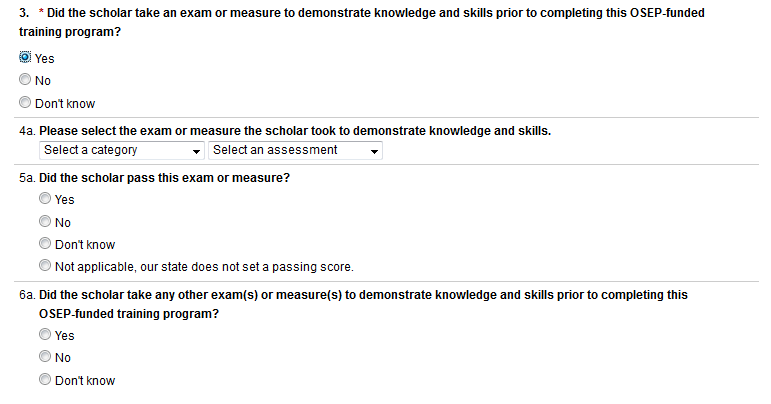 3. * Did the scholar take an exam or measure to demonstrate knowledge and skills prior to completing this OSEP-funded
training program?
Yes
No
Don't know
4a. Please select the exam or measure the scholar took to demonstrate knowledge and skills.
Select a category Select an assessment
5a. Did the scholar pass this exam or measure?
Yes
No
Don't know
Not applicable, our state does not set a passing score.
6a. Did the scholar take any other exam(s) or measure(s) to demonstrate knowledge and skills prior to completing this
OSEP-funded training program?
Yes
No
Don't know